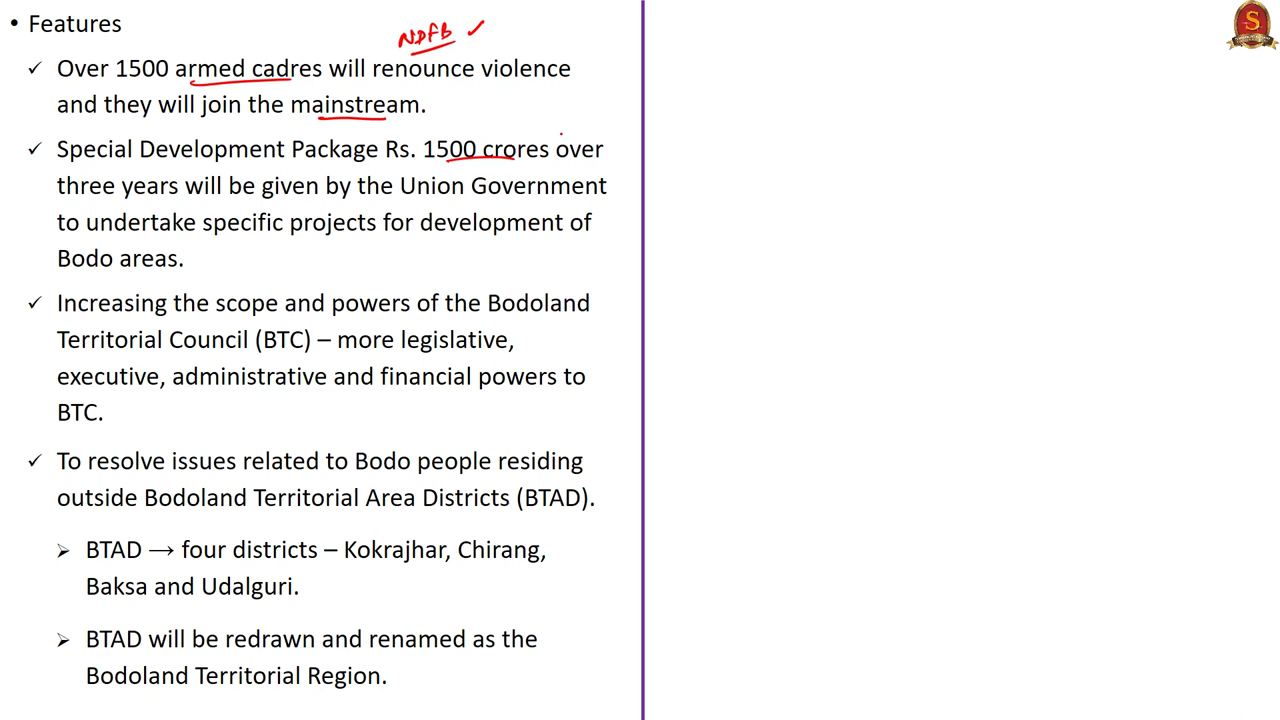 • Features
NDFB ✓
✓ Over 1500 armed cadres will renounce violence
and they will join the mainstream.
✓ Special Development Package Rs. 1500 crores over
three years will be given by the Union Government
to undertake specific projects for development of
Bodo areas.
✓ Increasing the scope and powers of the Bodoland
Territorial Council (BTC) – more legislative,
executive, administrative and financial powers to
BTC.
✓ To resolve issues related to Bodo people residing
outside Bodoland Territorial Area Districts (BTAD).
➢ BTAD → four districts – Kokrajhar, Chirang,
Baksa and Udalguri.
➢ BTAD will be redrawn and renamed as the
Bodoland Territorial Region.
S